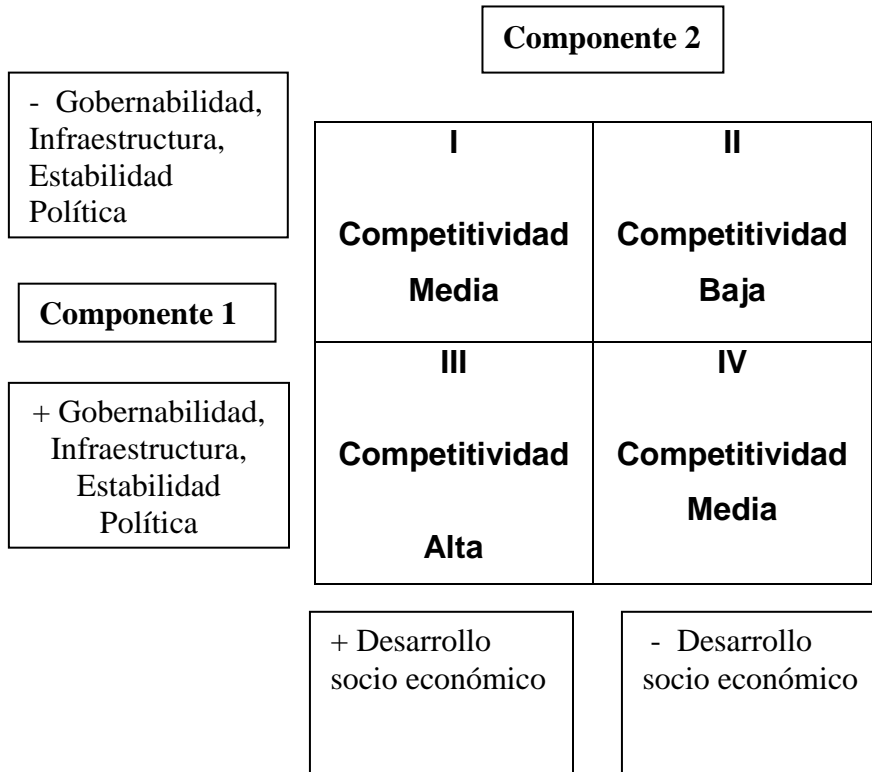 Componente 2
- Gobernabilidad,
Infraestructura,
Estabilidad
Política
I
Competitividad
Media
II
Competitividad
Baja
Componente 1
+ Gobernabilidad,
Infraestructura,
Estabilidad
Política
III
Competitividad
Alta
IV
Competitividad
Media
+ Desarrollo
socio económico
- Desarrollo
socio económico